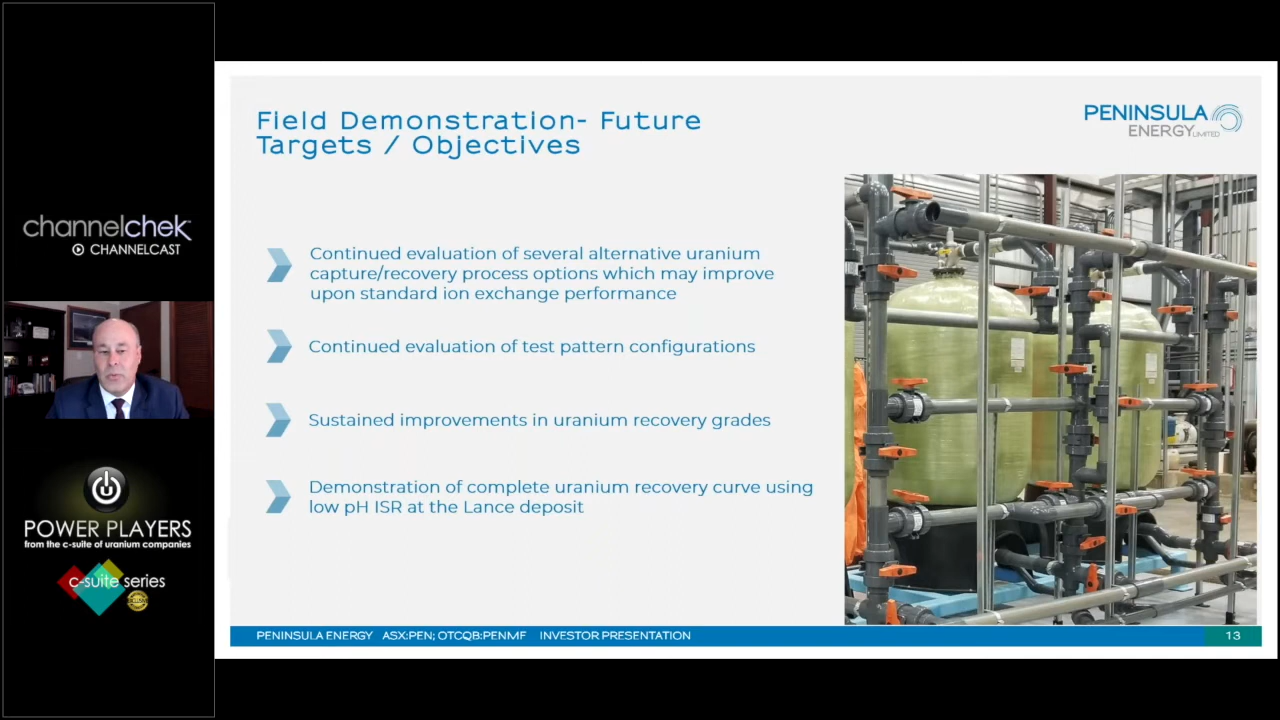 channelchek
CHANNELCAST
POWER PLAYERS
from the c-suite of uranium companies
c-suite series
Field Demonstration- Future
Targets / Objectives
PENINSULA
ENERGY LIMITED
Continued evaluation of several alternative uranium
capture/recovery process options which may improve
upon standard ion exchange performance
Continued evaluation of test pattern configurations
Sustained improvements in uranium recovery grades
Demonstration of complete uranium recovery curve using
low pH ISR at the Lance deposit
PENINSULA ENERGY ASX:PEN; OTCQB:PENMF INVESTOR PRESENTATION
13